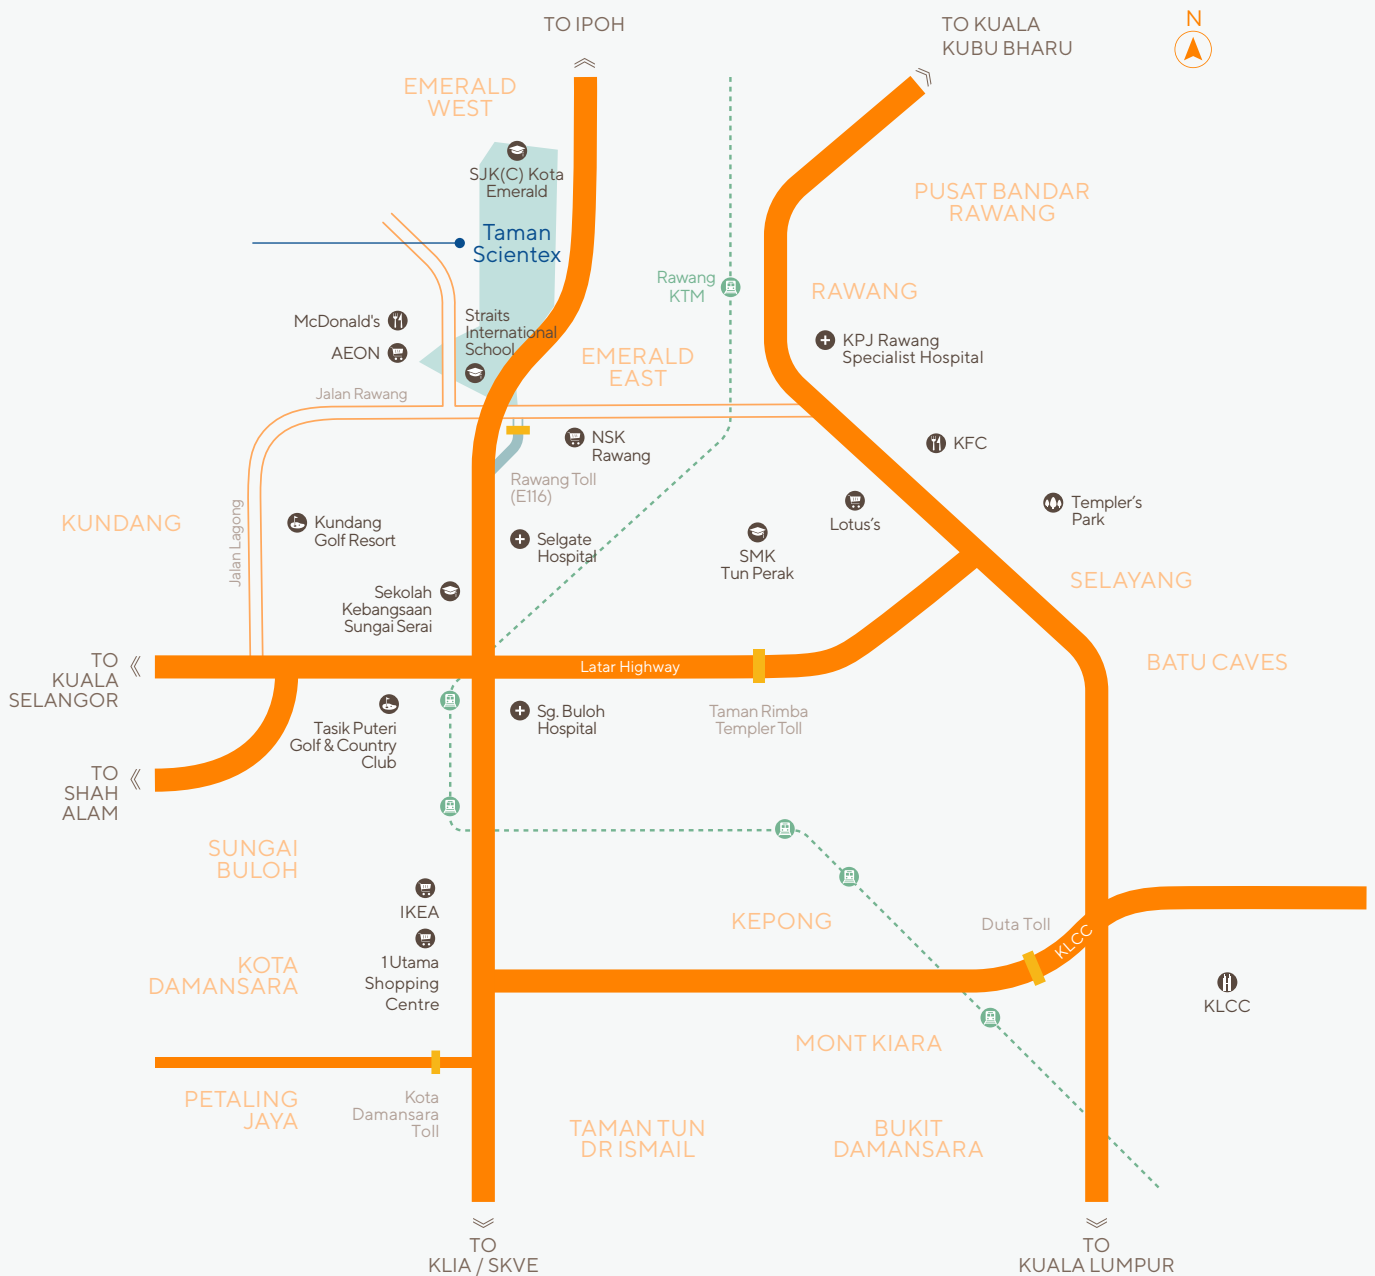 TO IPOH
TO KUALA
KUBU BHARU
N
EMERALD
WEST
SJK(C) Kota
Emerald
PUSAT BANDAR
RAWANG
Taman
Scientex
Rawang
KTM
RAWANG
McDonald's
Straits
International
School
AEON
KPJ Rawang
Specialist Hospital
EMERALD
EAST
Jalan Rawang
NSK
Rawang
KFC
Rawang Toll
(E116)
Templer's
Park
Lotus's
KUNDANG
Jalan Lagong
Kundang
Golf Resort
Selgate
Hospital
SMK
Tun Perak
SELAYANG
Sekolah
Kebangsaan
Sungai Serai
TO
KUALA
SELANGOR
Latar Highway
BATU CAVES
Tasik Puteri
Golf & Country
Club
Sg. Buloh
Hospital
Taman Rimba
Templer Toll
TO
SHAH
ALAM
SUNGAI
BULOH
IKEA
KEPONG
Duta Toll
KLCC
1 Utama
Shopping
Centre
KOTA
DAMANSARA
KLCC
MONT KIARA
PETALING
JAYA
Kota
Damansara
Toll
TAMAN TUN
DR ISMAIL
BUKIT
DAMANSARA
TO
KLIA / SKVE
TO
KUALA LUMPUR